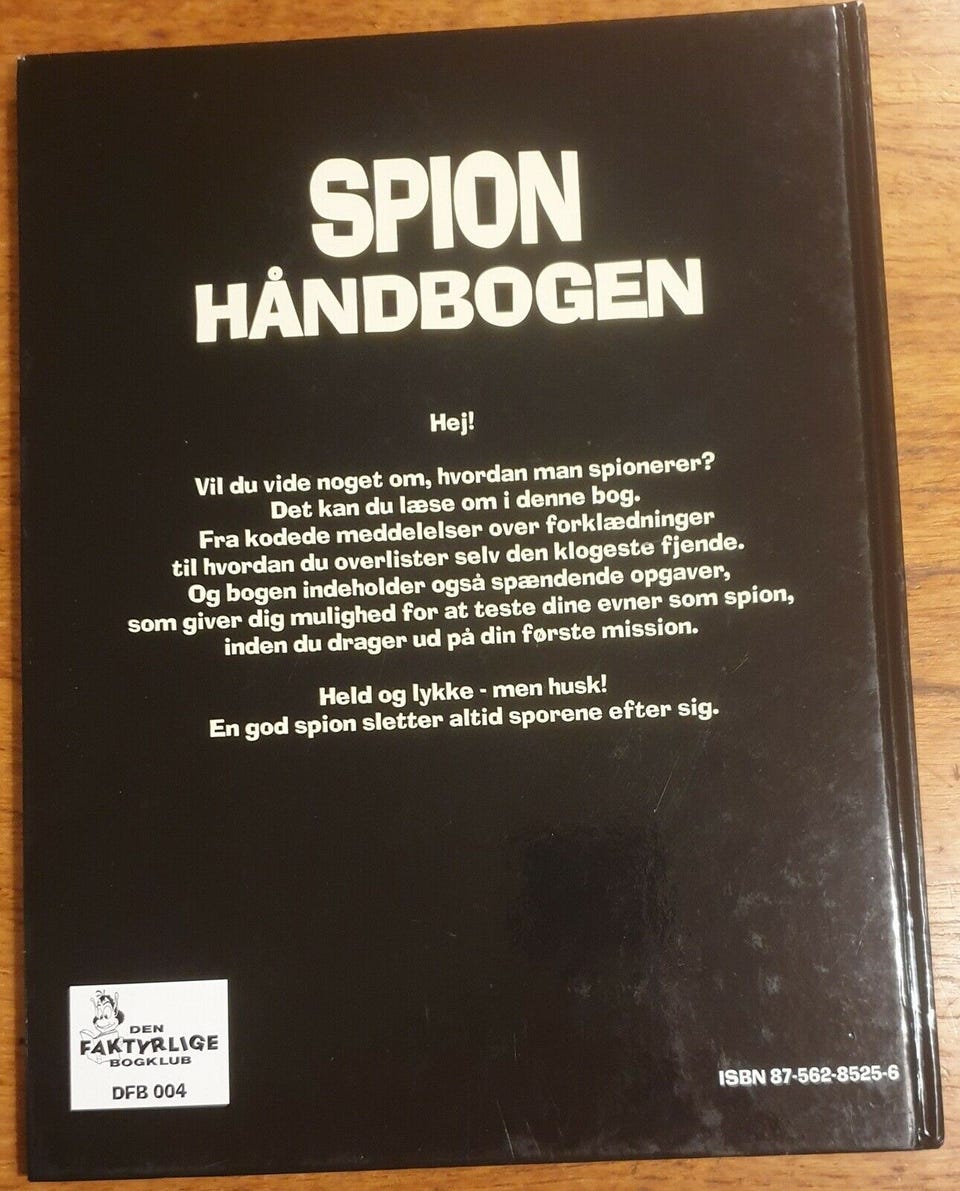 SPION
HÅNDBOGEN
Hej!
Vil du vide noget om, hvordan man spionerer?
Det kan du læse om i denne bog.
Fra kodede meddelelser over forklædninger
til hvordan du overlister selv den klogeste fjende.
Og bogen indeholder også spændende opgaver,
som giver dig mulighed for at teste dine evner som spion,
inden du drager ud på din første mission.
Held og lykke - men husk!
En god spion sletter altid sporene efter sig.
DEN
FAKTYRLIGE
BOGKLUB
DFB 004
ISBN 87-562-8525-6